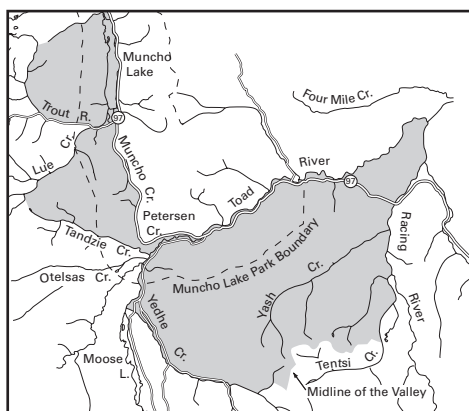 Muncho
Lake
Four Mile Cr.
Trout R.
97
Lue Cr.
Muncho Cr.
River
97
Toad
Petersen
Cr.
Racing
River
Tandzie Cr.
Muncho Lake Park Boundary
Otelsas Cr.
Yash Cr.
Yedhe Cr.
Moose
L.
Tentsi Cr.
Midline of the Valley